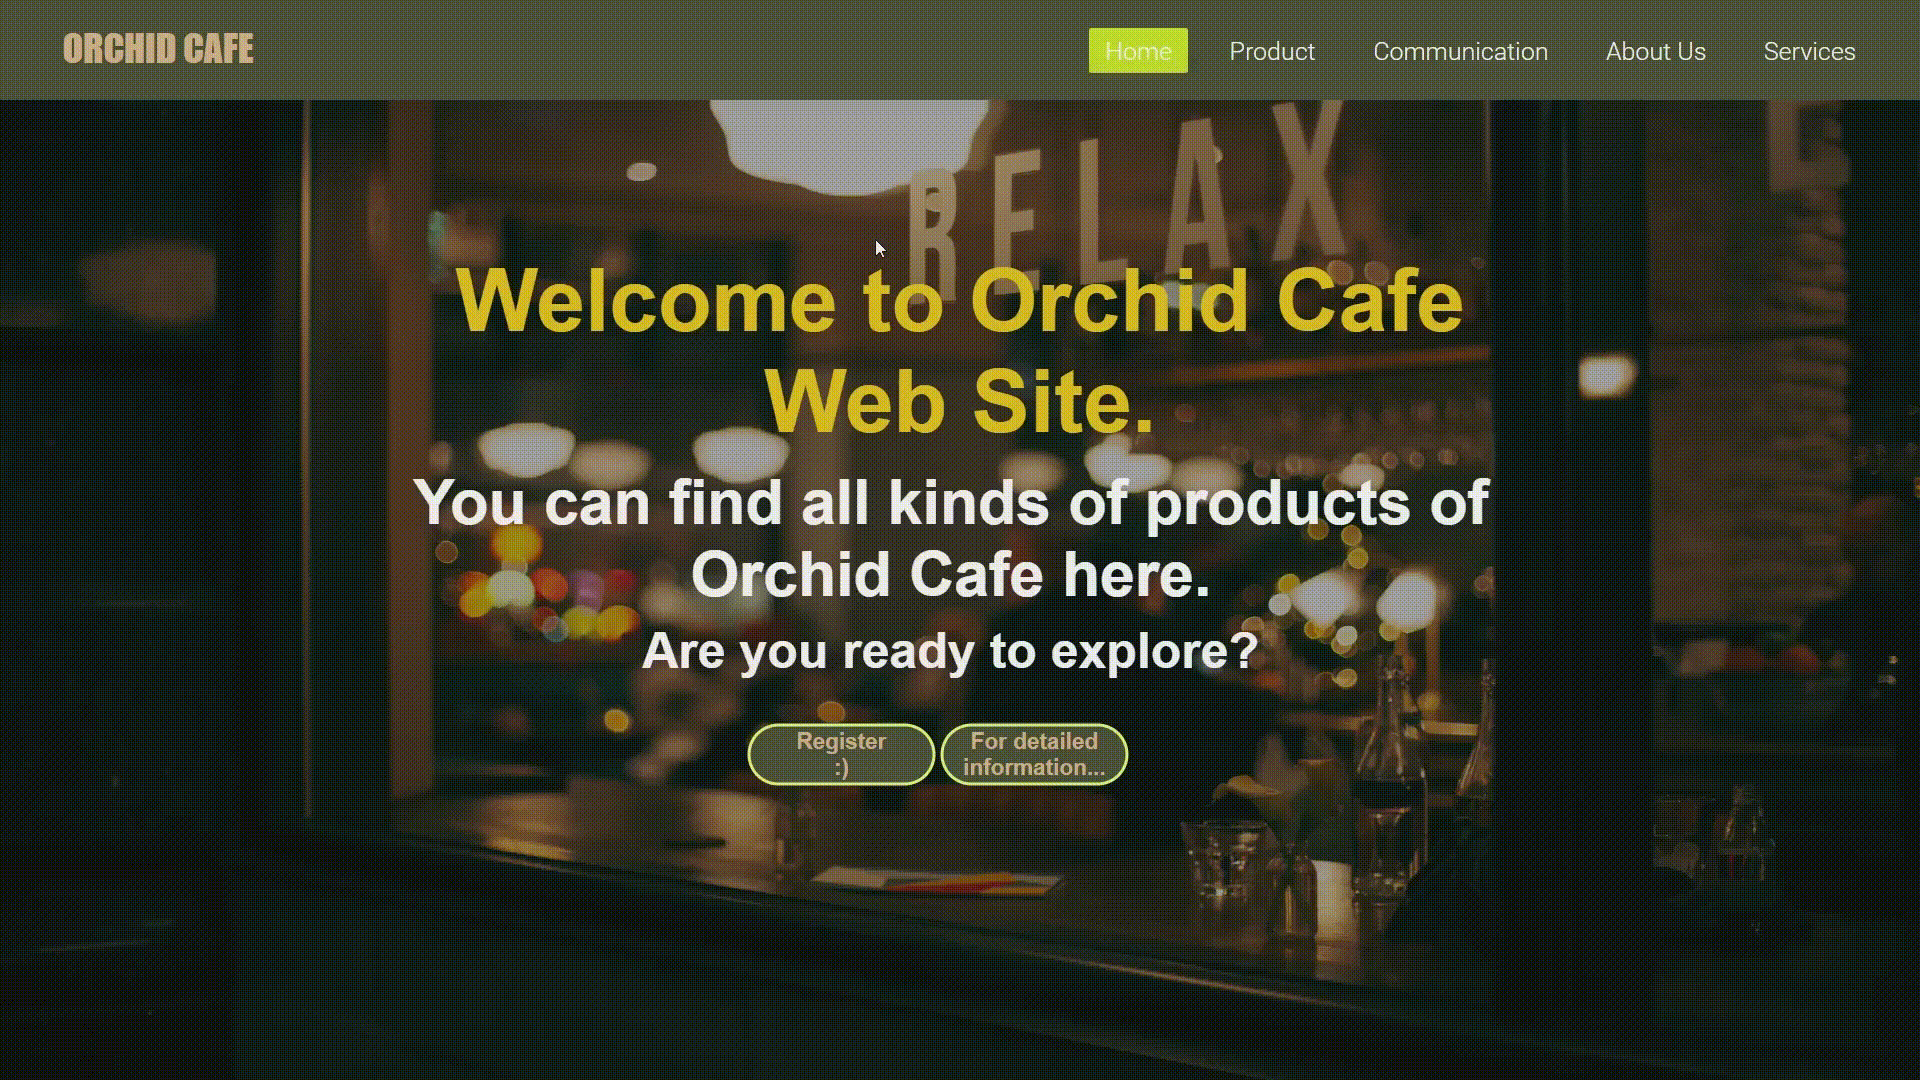 ORCHID CAFE
Home Product Communication About Us Services
RELAX
Welcome to Orchid Cafe
Web Site.
You can find all kinds of products of
Orchid Cafe here.
Are you ready to explore?
Register
:)
For detailed
information...